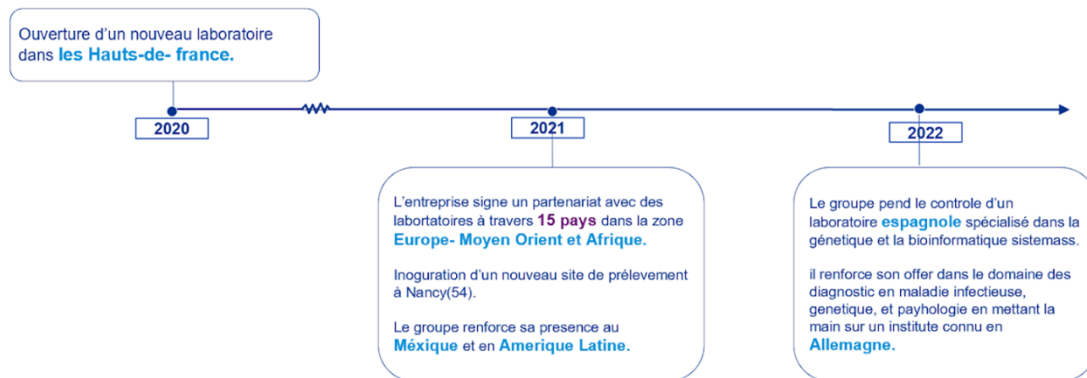 Ouverture d'un nouveau laboratoire
dans les Hauts-de- france.
2020
2021
2022
L'entreprise signe un partenariat avec des
labortatoires à travers 15 pays dans la zone
Europe- Moyen Orient et Afrique.
Inoguration d'un nouveau site de prélevement
à Nancy(54).
Le groupe renforce sa presence au
Méxique et en Amerique Latine.
Le groupe pend le controle d'un
laboratoire espagnole spécialisé dans la
génétique et la bioinformatique sistemass.
il renforce son offer dans le domaine des
diagnostic en maladie infectieuse,
genetique, et payhologie en mettant la
main sur un institute connu en
Allemagne.